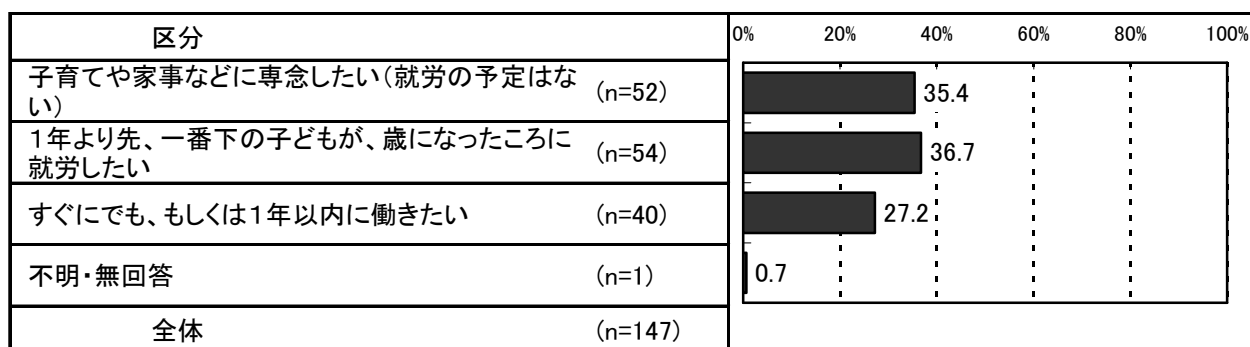 区分
0% 20% 40% 60% 80% 100%
子育てや家事などに専念したい（就労の予定はな
い）
(n=52)
35.4
１年より先、一番下の子どもが、歳になったころに
就労したい
(n=54)
36.7
すぐにでも、もしくは１年以内に働きたい
(n=40)
27.2
不明・無回答
(n=1)
0.7
全体
(n=147)